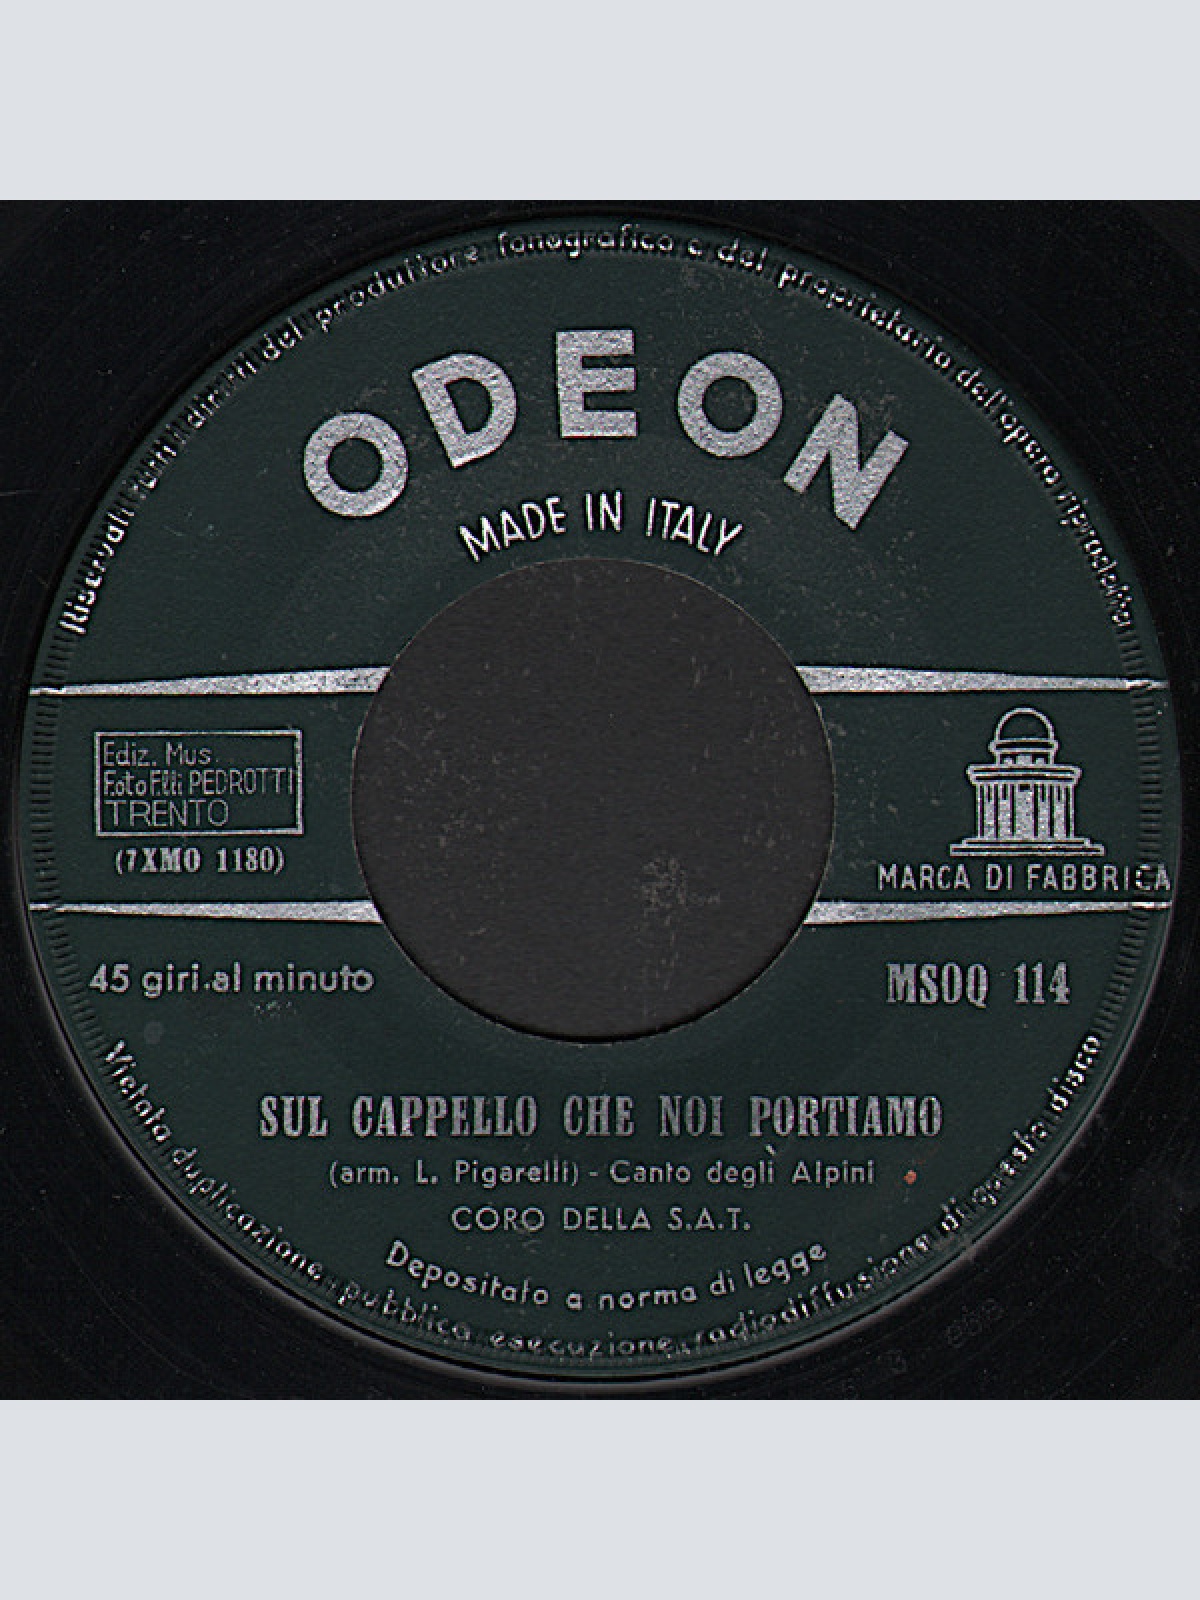 Riservati tutti i diritti del produttore fonografico e del proprietario dell'opera riprodotta
ODEON
MADE IN ITALY
Ediz. Mus.
Foto F.lli PEDROTTI
TRENTO
(7XMO 1180)
MARCA DI FABBRICA
45 giri al minuto
MSOQ 114
SUL CAPPELLO CHE NOI PORTIAMO
(arm. L. Pigarelli) - Canto degli Alpini
CORO DELLA S.A.T.
Depositato a norma di legge
Vietata duplicazione, pubblica esecuzione, radiodiffusione di questo disco